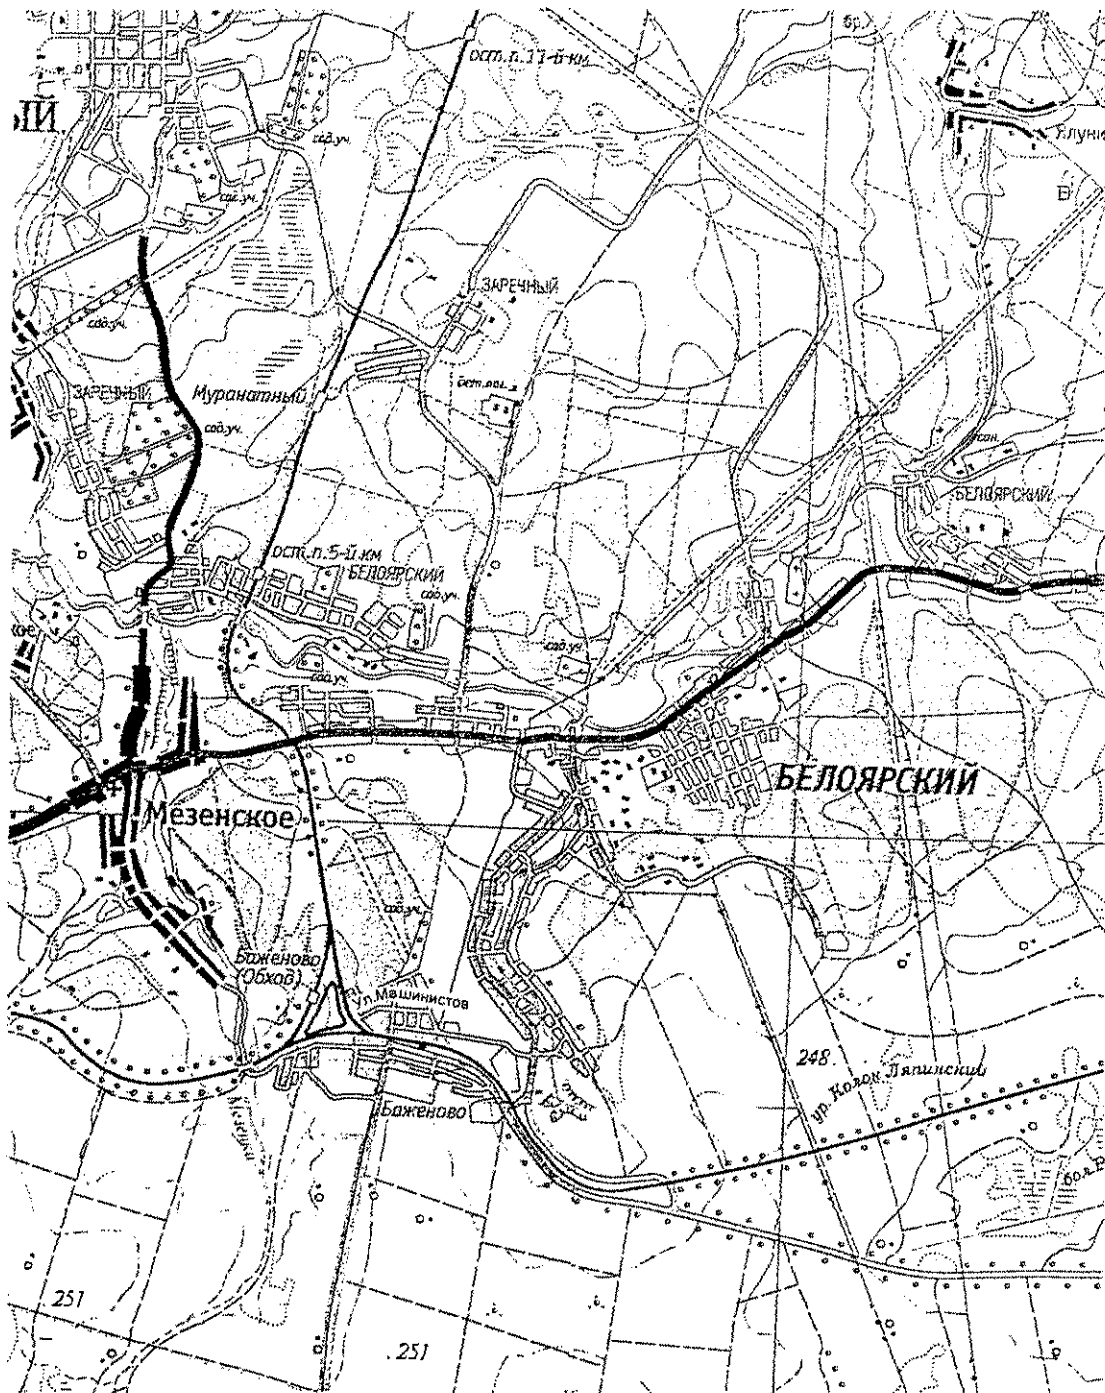 бр.
ост.п.11-й км
ЫЙ
сад.уч.
сад.уч.
ЗАРЕЧНЫЙ
сад.уч.
ЗАРЕЧНЫЙ
Муранитный
сад.уч.
БЕЛОЯРСКИЙ
ост.п.5-й км
БЕЛОЯРСКИЙ
сад.уч.
сад.уч.
сад.уч.
БЕЛОЯРСКИЙ
Мезенское
сад.уч.
Баженово
(Обход)
ул.Машинистов
248
ур. Колок Ляпинский
Баженово
251
.251